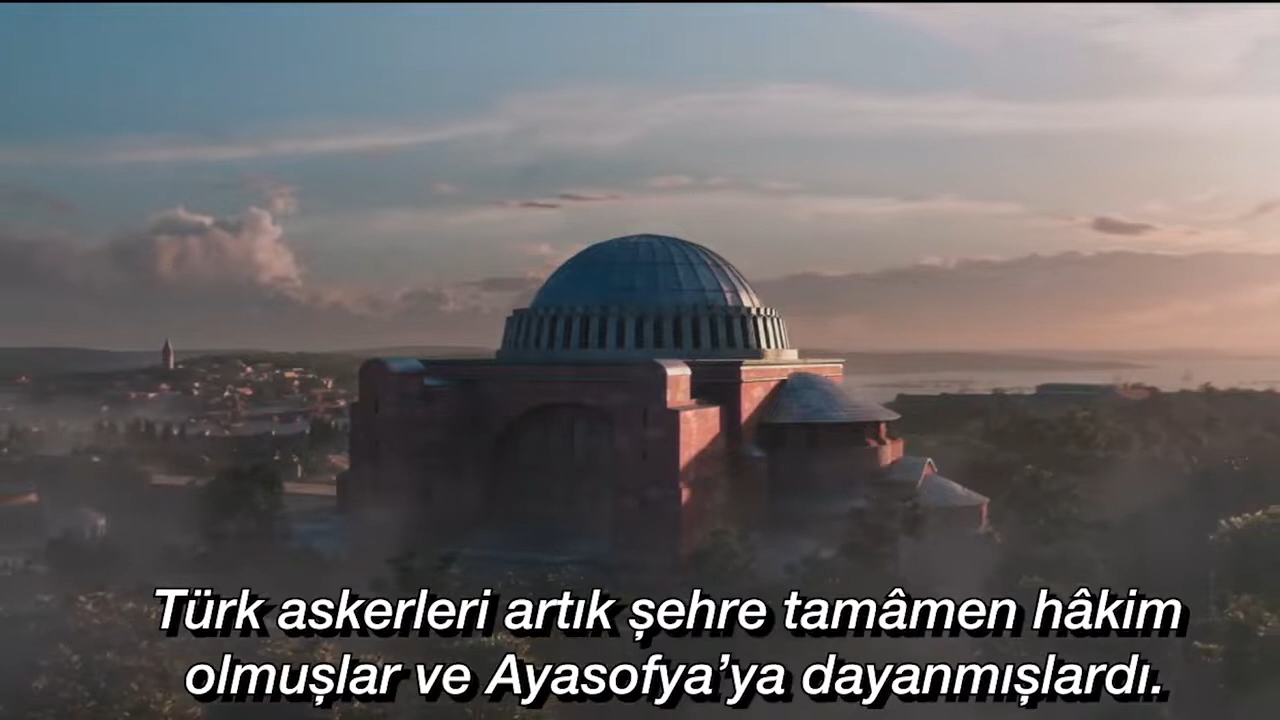 Türk askerleri artık şehre tamâmen hâkim
olmuşlar ve Ayasofya’ya dayanmışlardı.